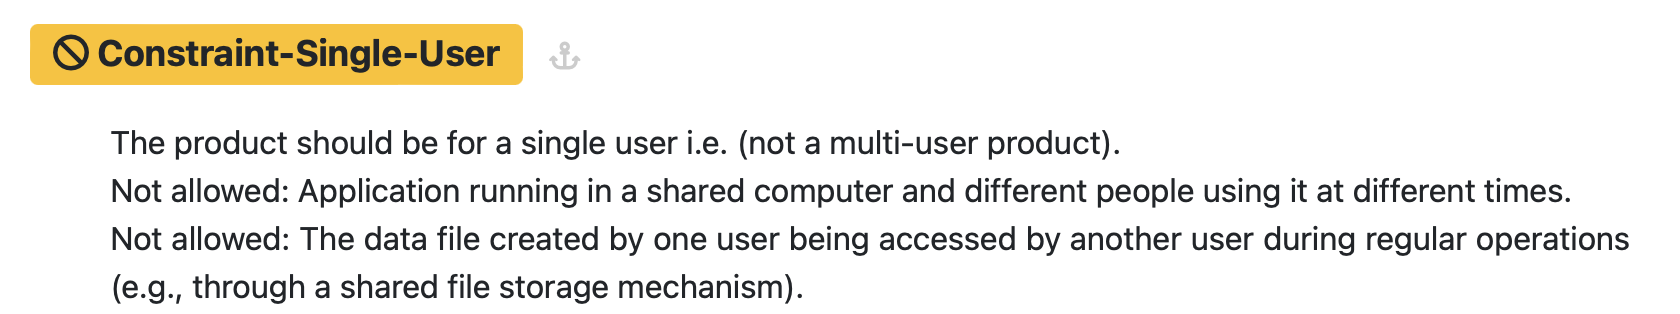 Constraint-Single-User
The product should be for a single user i.e. (not a multi-user product).
Not allowed: Application running in a shared computer and different people using it at different times.
Not allowed: The data file created by one user being accessed by another user during regular operations
(e.g., through a shared file storage mechanism).